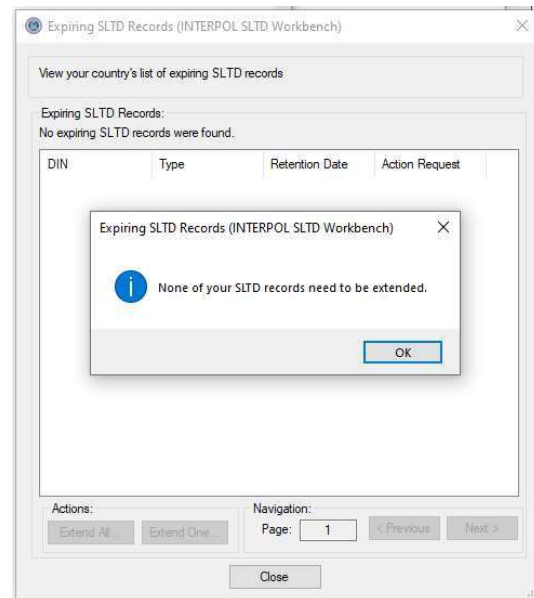 Expiring SLTD Records (INTERPOL SLTD Workbench)
View your country's list of expiring SLTD records
Expiring SLTD Records:
No expiring SLTD records were found.
DIN Type Retention Date Action Request
Expiring SLTD Records (INTERPOL SLTD Workbench)
None of your SLTD records need to be extended.
OK
Actions: Navigation:
Extend All... Extend One... Page: 1 < Previous Next >
Close